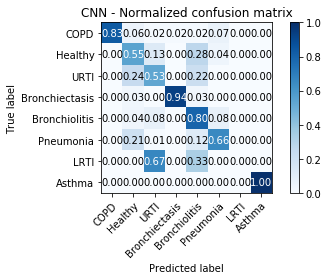 CNN - Normalized confusion matrix
COPD 0.83 0.06 0.02 0.02 0.02 0.07 0.00 0.00
Healthy 0.00 0.55 0.13 0.00 0.28 0.04 0.00 0.00
URTI 0.00 0.24 0.53 0.00 0.22 0.00 0.00 0.00
Bronchiectasis 0.00 0.03 0.00 0.94 0.03 0.00 0.00 0.00
Bronchiolitis 0.00 0.04 0.08 0.00 0.80 0.08 0.00 0.00
Pneumonia 0.00 0.21 0.01 0.00 0.12 0.66 0.00 0.00
LRTI 0.00 0.00 0.67 0.00 0.33 0.00 0.00 0.00
Asthma 0.00 0.00 0.00 0.00 0.00 0.00 0.00 1.00
True label
COPD
Healthy
URTI
Bronchiectasis
Bronchiolitis
Pneumonia
LRTI
Asthma
Predicted label
1.0
0.8
0.6
0.4
0.2
0.0